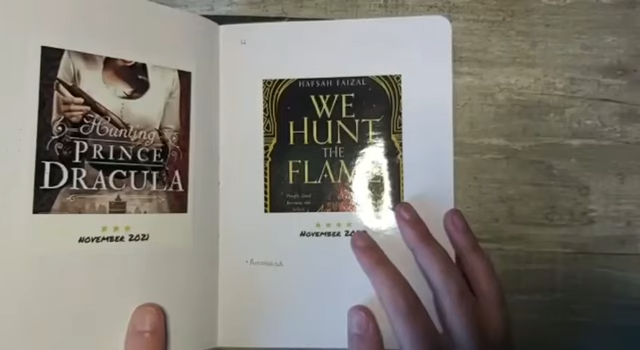 Hunting
PRINCE
DRACULA
NOVEMBER 2021
HAFSAH FAIZAL
WE
HUNT
THE
FLAM
NOVEMBER 20